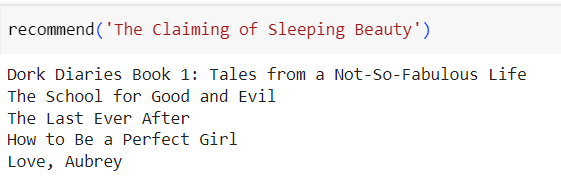 recommend('The Claiming of Sleeping Beauty')
Dork Diaries Book 1: Tales from a Not-So-Fabulous Life
The School for Good and Evil
The Last Ever After
How to Be a Perfect Girl
Love, Aubrey